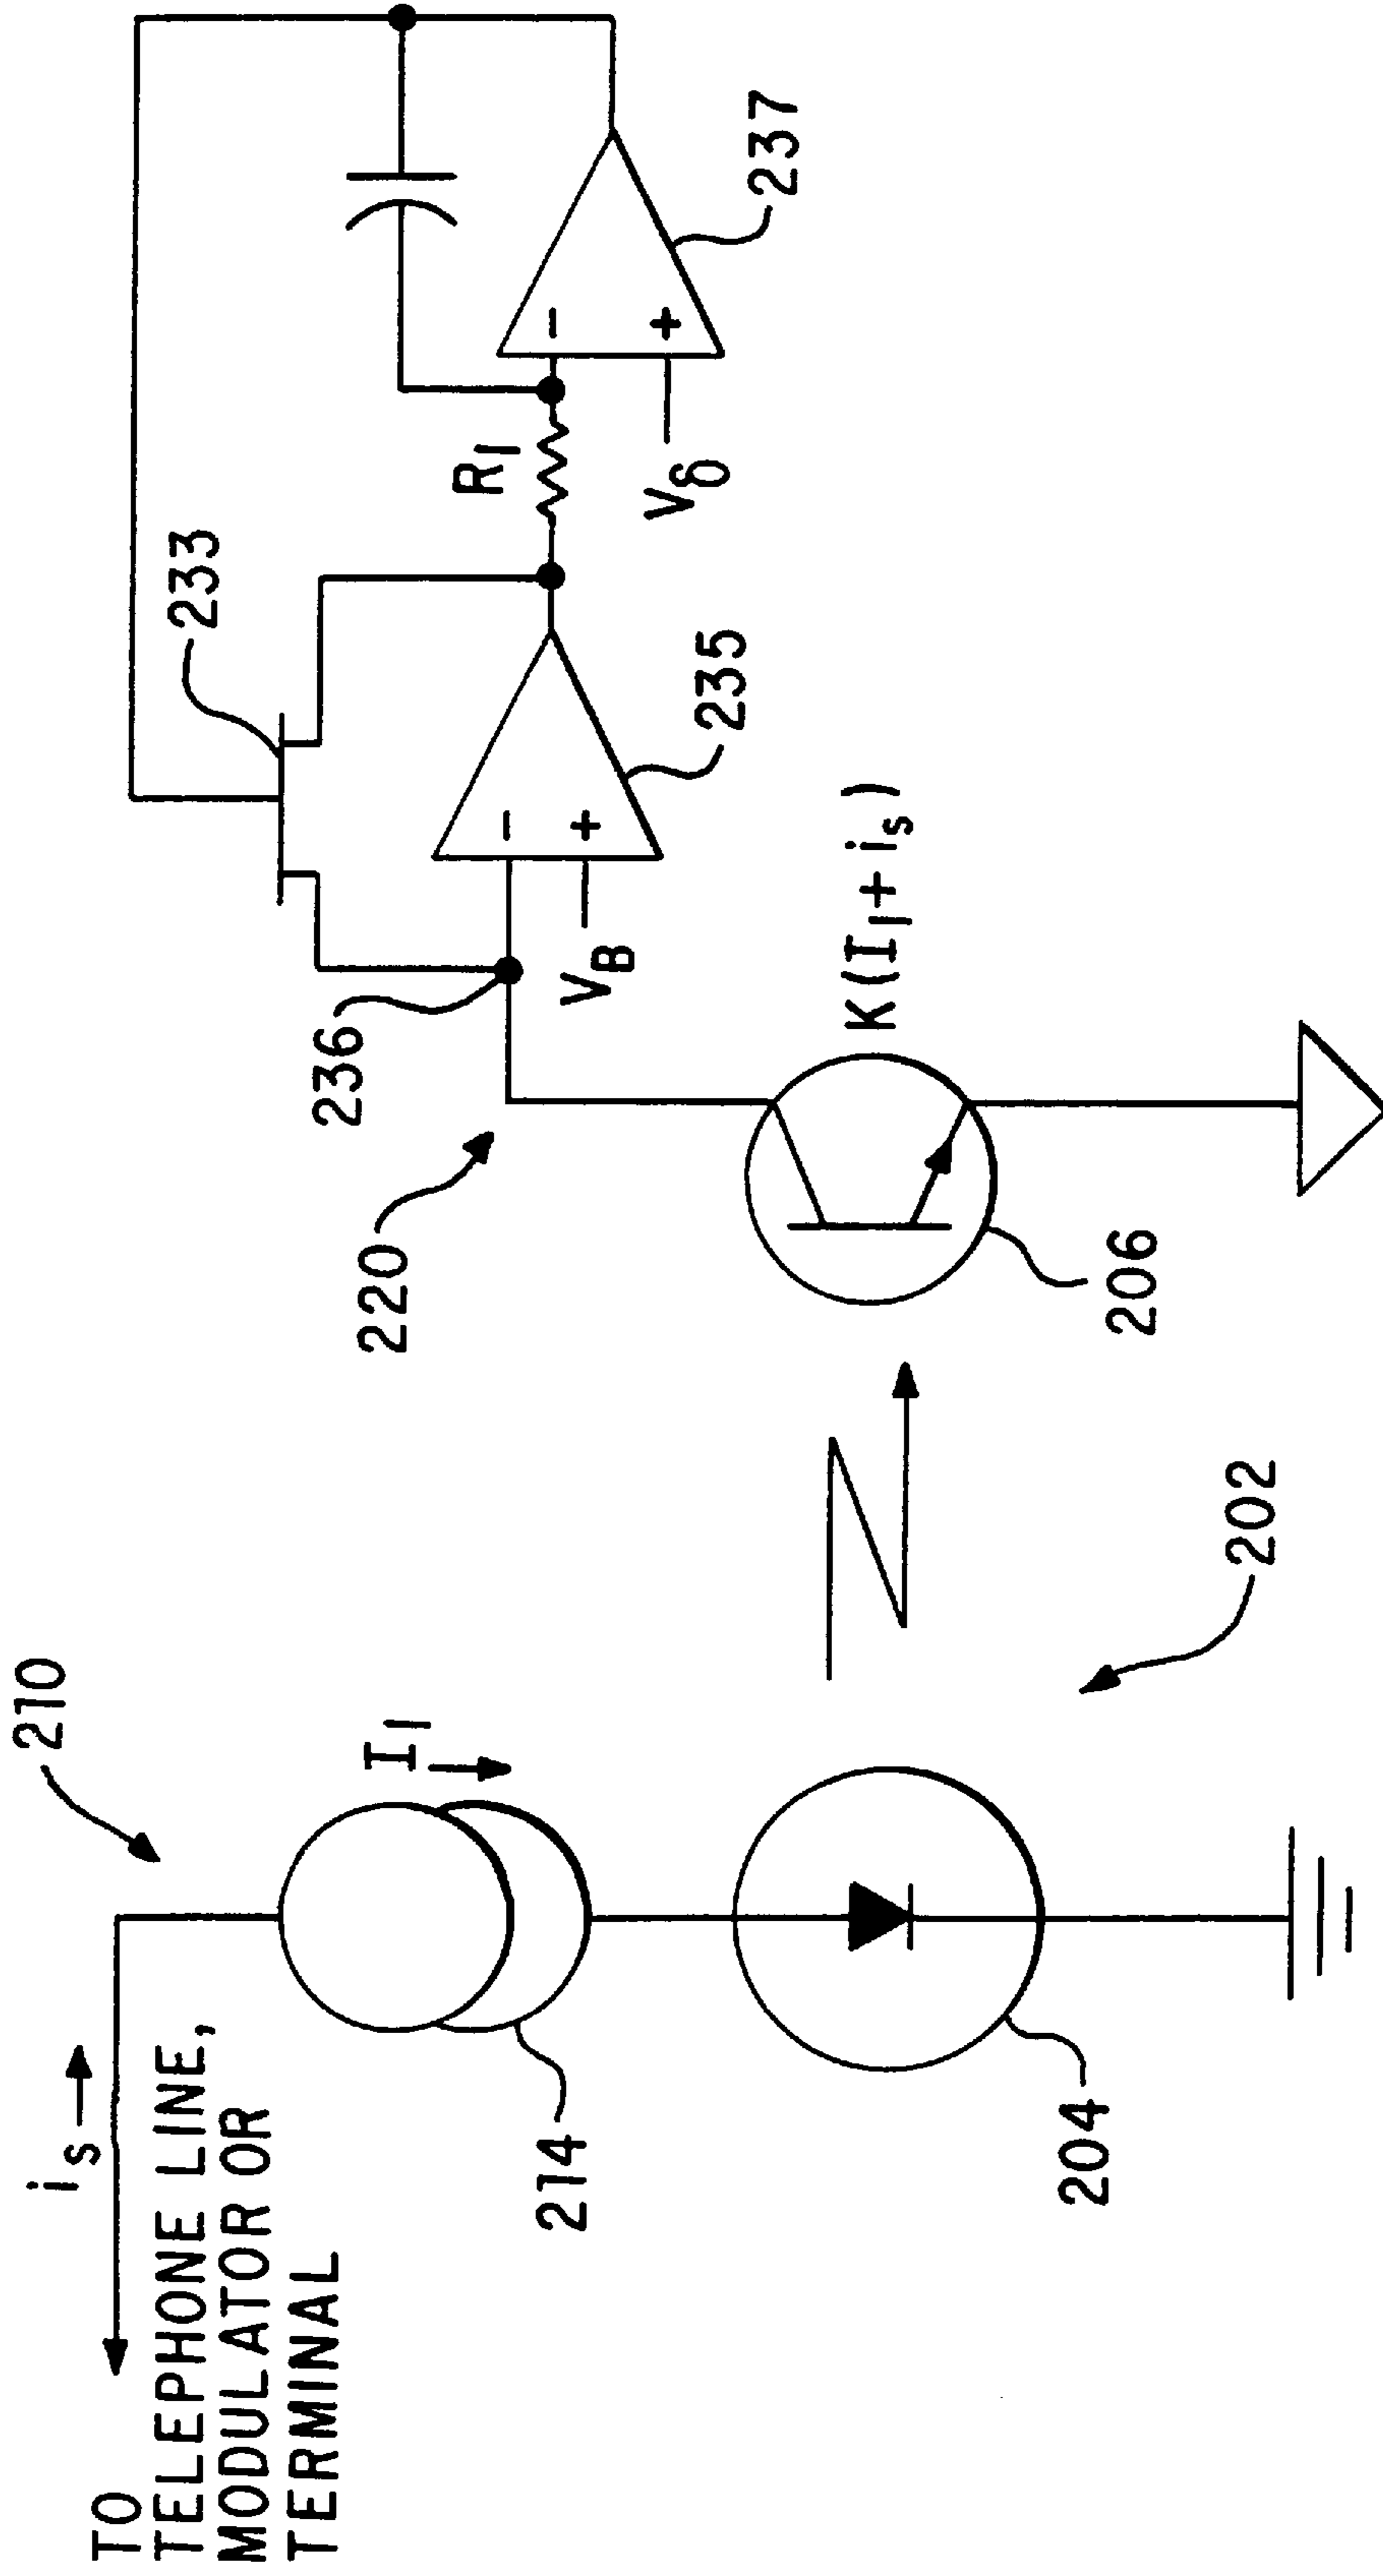 210
i_s
TO
TELEPHONE LINE,
MODULATOR OR
TERMINAL
I_1
214
204
202
220
236
233
V_B
-
+
235
R_1
V_δ
-
+
237
K(I_1+i_s)
206